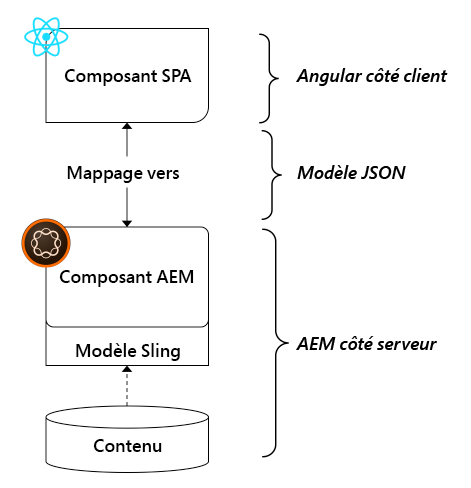 Composant SPA
Angular côté client
Mappage vers
Modèle JSON
Composant AEM
Modèle Sling
AEM côté serveur
Contenu